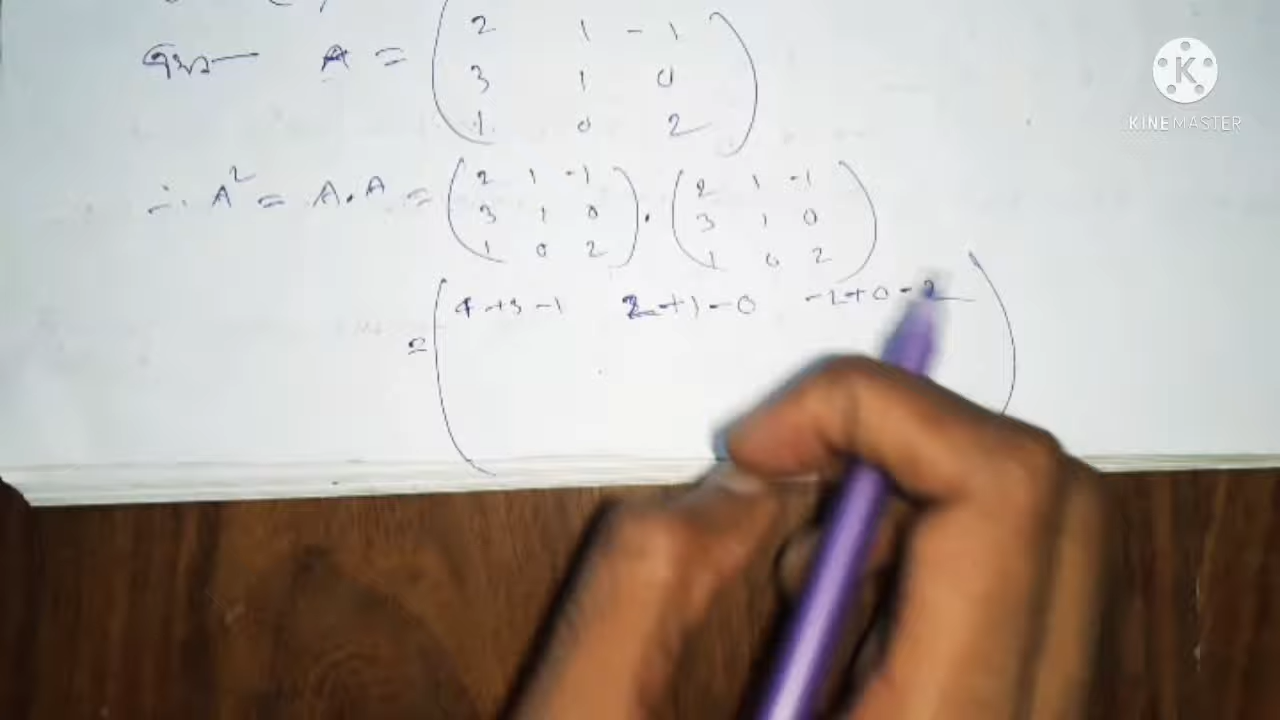 A = ( 2 1 -1
3 1 0
1 0 2 )
∴ A² = A.A = ( 2 1 -1
3 1 0
1 0 2 ) . ( 2 1 -1
3 1 0
1 0 2 )
= ( 4+3-1 2+1-0 -2+0-2 )
KINEMASTER